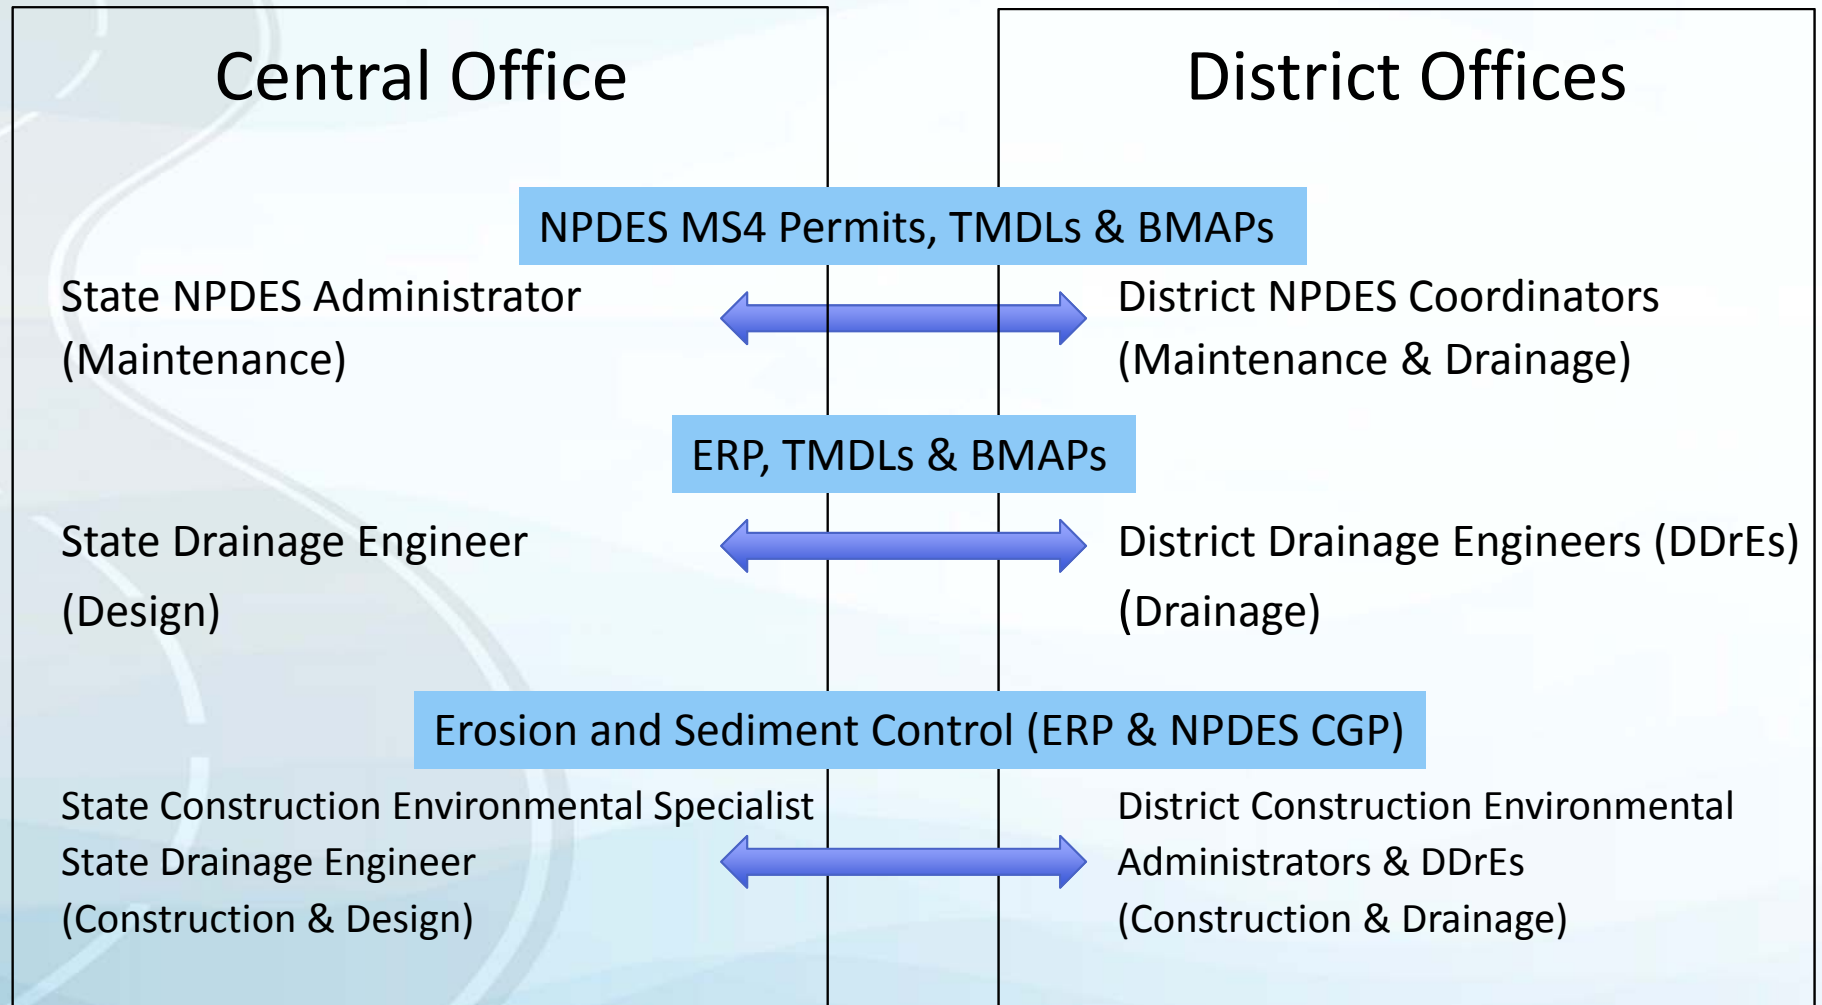 Central Office
District Offices
NPDES MS4 Permits, TMDLs & BMAPs
State NPDES Administrator
(Maintenance)
District NPDES Coordinators
(Maintenance & Drainage)
ERP, TMDLs & BMAPs
State Drainage Engineer
(Design)
District Drainage Engineers (DDrEs)
(Drainage)
Erosion and Sediment Control (ERP & NPDES CGP)
State Construction Environmental Specialist
State Drainage Engineer
(Construction & Design)
District Construction Environmental
Administrators & DDrEs
(Construction & Drainage)